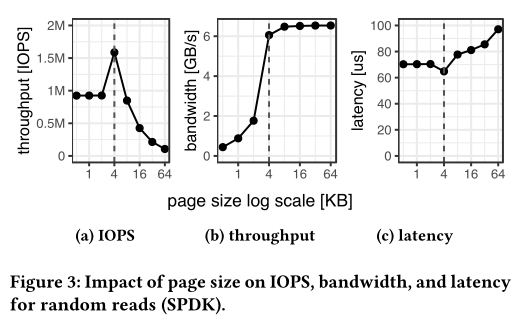 throughput [IOPS]
2M
1.5M
1M
0.5M
0
1 4 16 64
bandwidth [GB/s]
6
4
2
0
1 4 16 64
latency [us]
100
80
60
40
20
0
1 4 16 64
page size log scale [KB]
(a) IOPS
(b) throughput
(c) latency
Figure 3: Impact of page size on IOPS, bandwidth, and latency
for random reads (SPDK).